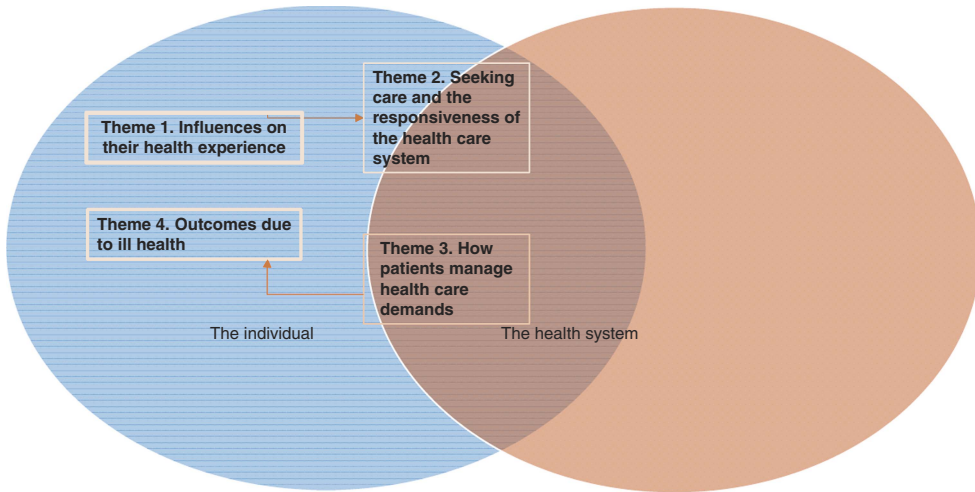 Theme 1. Influences on
their health experience
Theme 2. Seeking
care and the
responsiveness of
the health care
system
Theme 4. Outcomes due
to ill health
Theme 3. How
patients manage
health care
demands
The individual
The health system